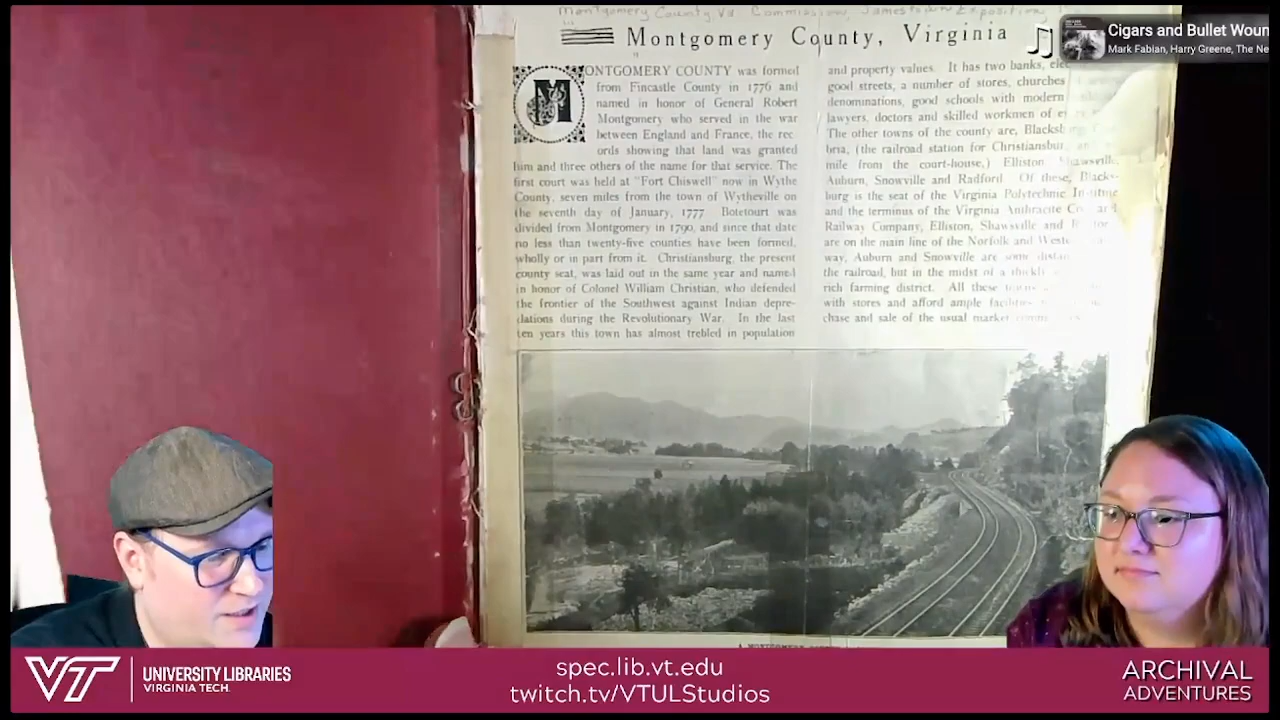 Montgomery County Va Commission, Jamestown Exposition,
Montgomery County, Virginia
MONTGOMERY COUNTY was formed
from Fincastle County in 1776 and
named in honor of General Robert
Montgomery who served in the war
between England and France, the rec-
ords showing that land was granted
him and three others of the name for that service. The
first court was held at "Fort Chiswell" now in Wythe
County, seven miles from the town of Wytheville on
the seventh day of January, 1777. Botetourt was
divided from Montgomery in 1790, and since that date
no less than twenty-five counties have been formed,
wholly or in part from it. Christiansburg, the present
county seat, was laid out in the same year and named
in honor of Colonel William Christian, who defended
the frontier of the Southwest against Indian depre-
dations during the Revolutionary War. In the last
ten years this town has almost trebled in population
and property values. It has two banks,
good streets, a number of stores, churches
denominations, good schools with modern
lawyers, doctors and skilled workmen of
The other towns of the county are,
bria, (the railroad station for Christiansburg,
mile from the court-house,) Elliston, Shawsville,
Auburn, Snowville and Radford. Of these, Blacks-
burg is the seat of the Virginia Polytechnic Institute
and the terminus of the Virginia Anthracite Coal and
Railway Company, Elliston, Shawsville and
are on the main line of the Norfolk and
way, Auburn and Snowville are some
the railroad, but in the midst of a thickly
rich farming district. All these towns
with stores and afford ample facilities
chase and sale of the usual market
Cigars and Bullet Woun
Mark Fabian, Harry Greene, The Ne
VT UNIVERSITY LIBRARIES
VIRGINIA TECH.
spec.lib.vt.edu
twitch.tv/VTULStudios
ARCHIVAL
ADVENTURES